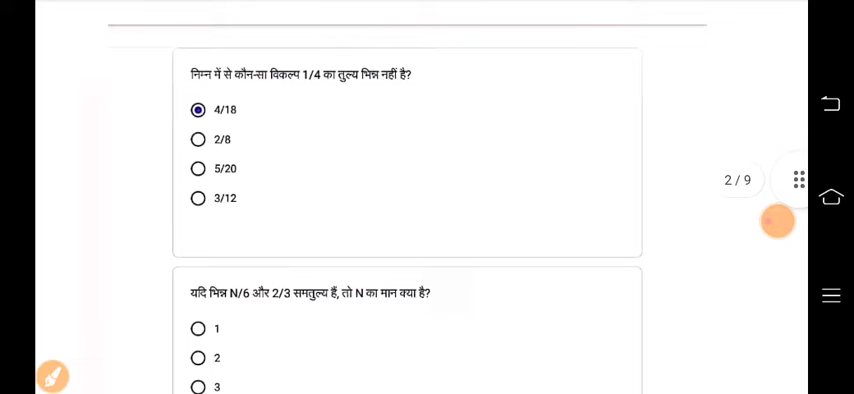 निम्न में से कौन-सा विकल्प 1/4 का तुल्य भिन्न नहीं है?
4/18
2/8
5/20
3/12
2 / 9
यदि भिन्न N/6 और 2/3 समतुल्य हैं, तो N का मान क्या है?
1
2
3